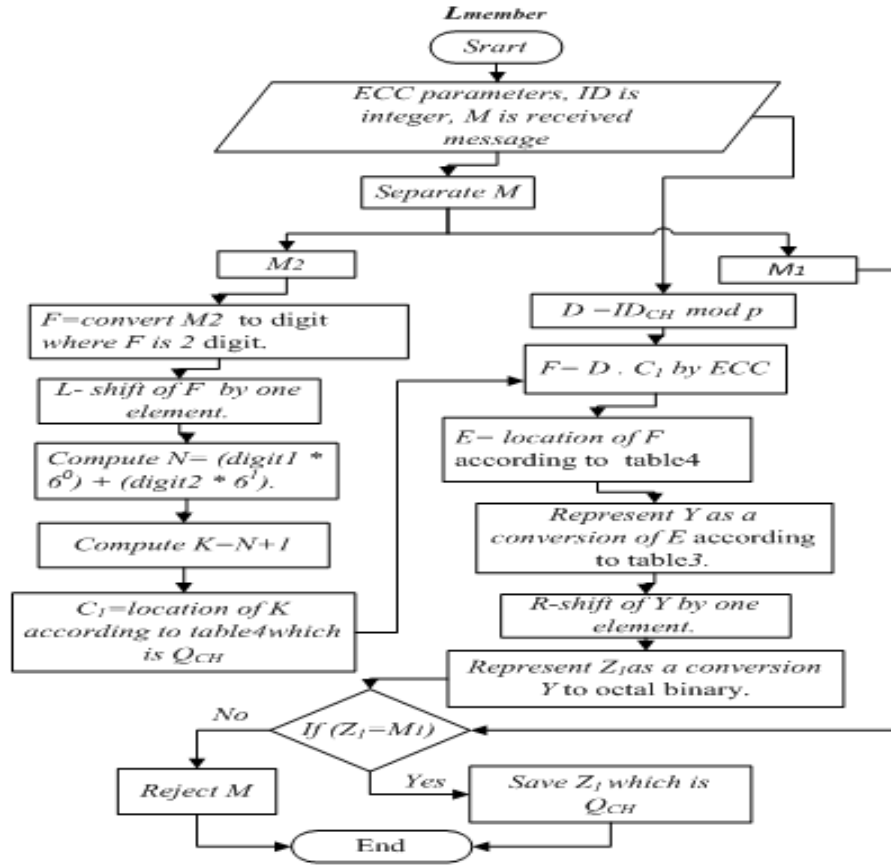 Lmember
Srart
ECC parameters, ID is
integer, M is received
message
Separate M
M2
M1
F=convert M2 to digit
where F is 2 digit.
L- shift of F by one
element.
Compute N= (digit1 *
6⁰) + (digit2 * 6¹).
Compute K–N+1
C₁=location of K
according to table4which
is QCH
D –IDCH mod p
F– D . C₁ by ECC
E– location of F
according to table4
Represent Y as a
conversion of E according
to table3.
R-shift of Y by one
element.
Represent Z₁as a conversion
Y to octal binary.
If (Z₁=M1)
No
Yes
Reject M
Save Z₁ which is
QCH
End